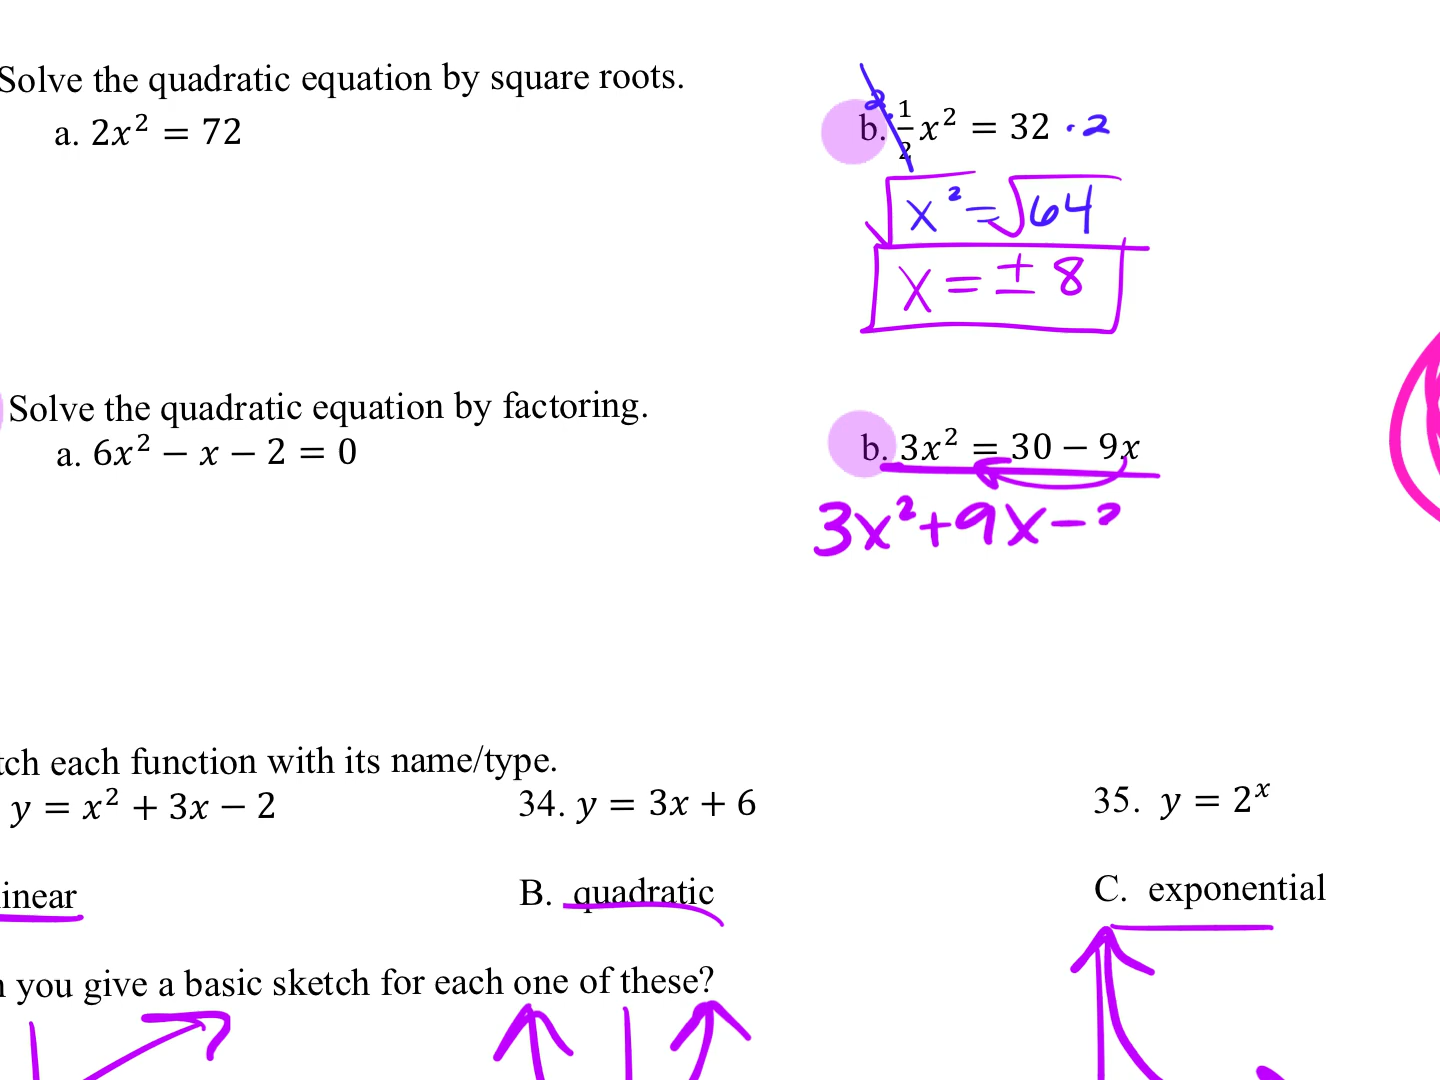 Solve the quadratic equation by square roots.
a. 2x² = 72
b. 2 · 1/2 x² = 32 · 2
√x² = √64
x = ± 8
Solve the quadratic equation by factoring.
a. 6x² − x − 2 = 0
b. 3x² = 30 − 9x
3x² + 9x −
tch each function with its name/type.
y = x² + 3x − 2
34. y = 3x + 6
35. y = 2ˣ
inear
B. quadratic
C. exponential
you give a basic sketch for each one of these?